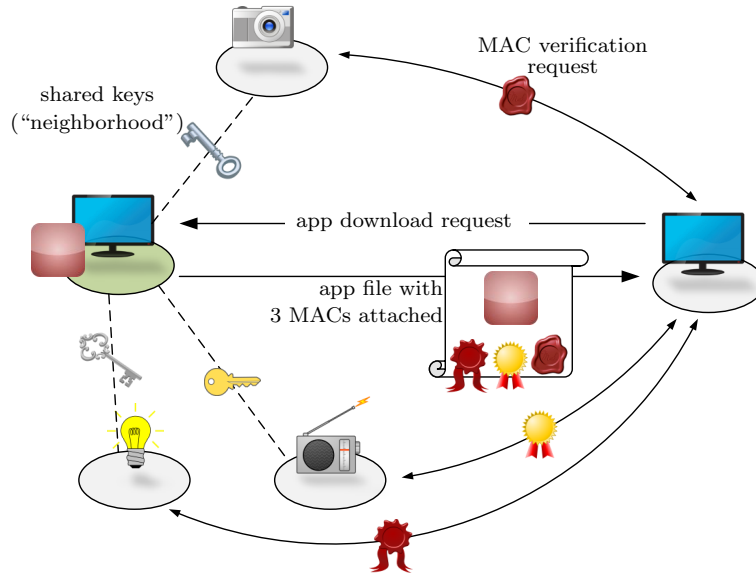 MAC verification
request
shared keys
(“neighborhood”)
app download request
app file with
3 MACs attached